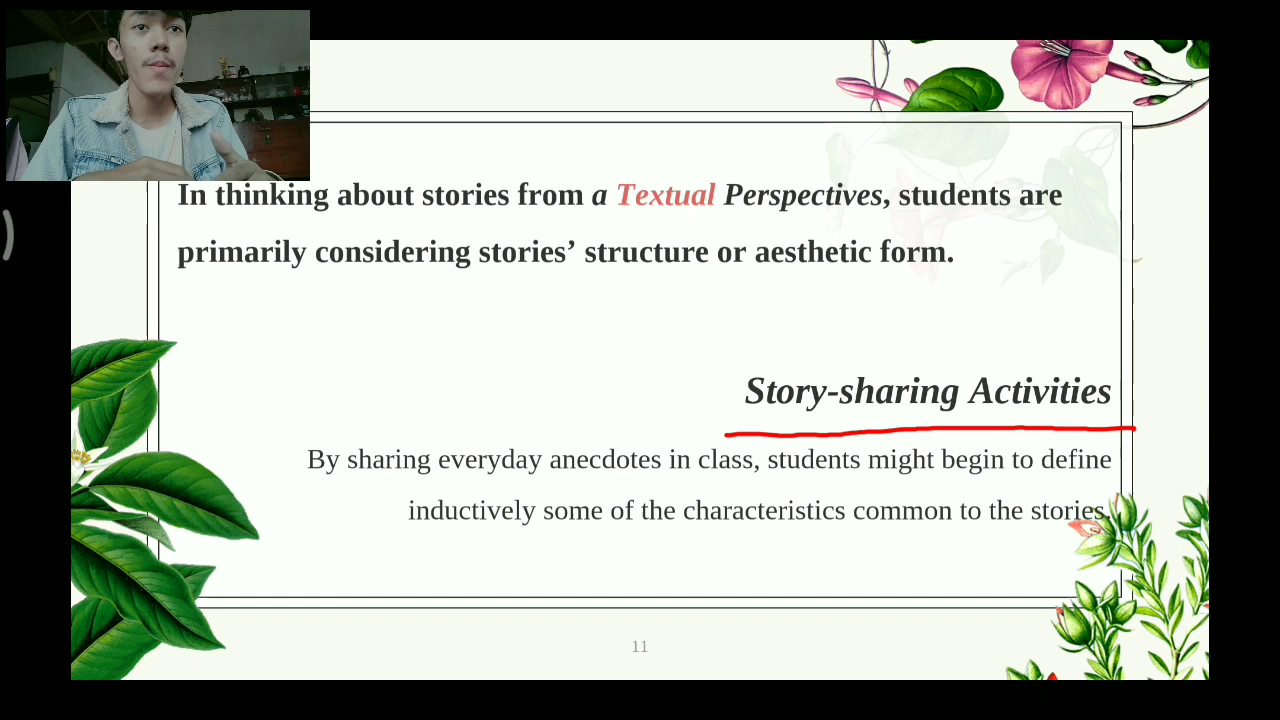 In thinking about stories from a Textual Perspectives, students are
primarily considering stories’ structure or aesthetic form.
Story-sharing Activities
By sharing everyday anecdotes in class, students might begin to define
inductively some of the characteristics common to the stories.
11